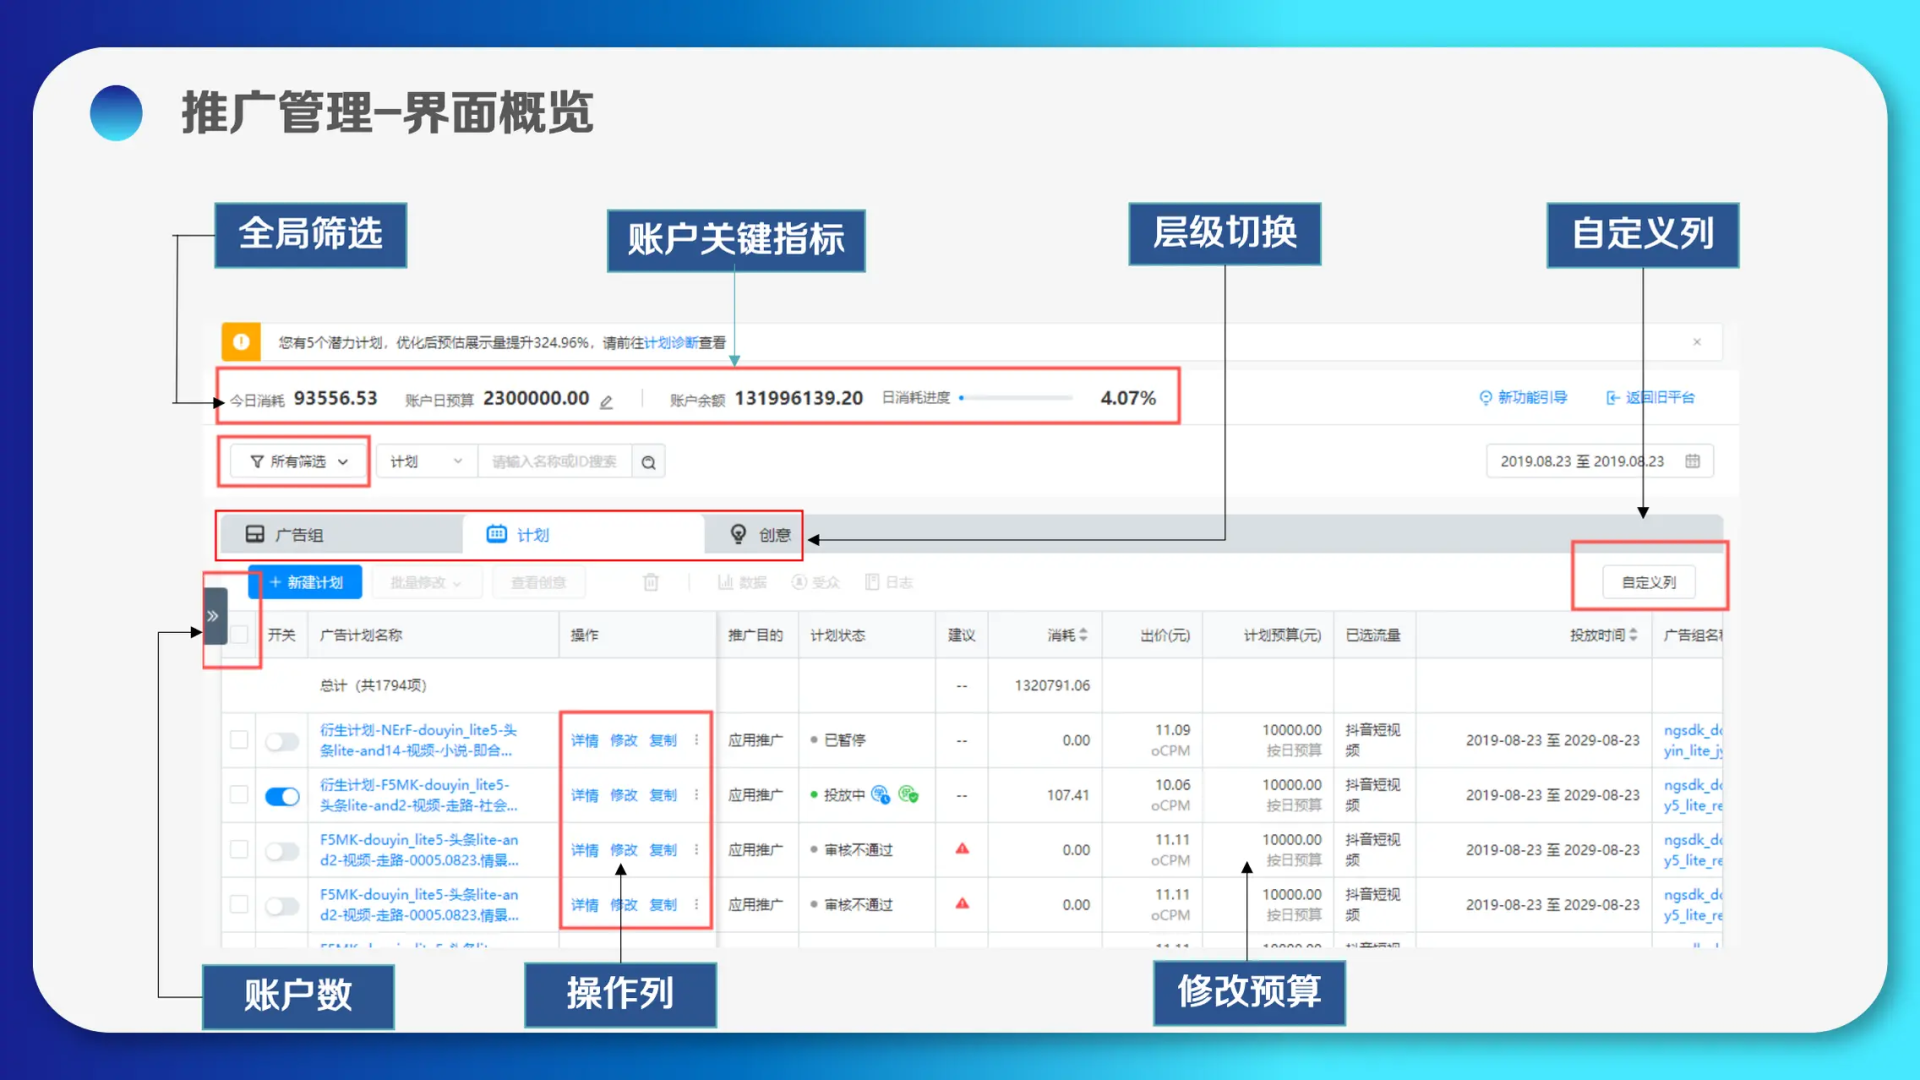 推广管理-界面概览
全局筛选
账户关键指标
层级切换
自定义列
您有5个潜力计划，优化后预估展示量提升324.96%，请前往计划诊断查看
今日消耗 93556.53 账户日预算 2300000.00 账户余额 131996139.20 日消耗进度 4.07%
新功能引导 返回旧平台
所有筛选 计划 请输入名称或ID搜索
2019.08.23 至 2019.08.23
广告组 计划 创意
+ 新建计划 批量修改 查看创意 数据 受众 日志 自定义列
开关 广告计划名称 操作 推广目的 计划状态 建议 消耗 出价(元) 计划预算(元) 已选流量 投放时间 广告组名
总计（共1794项） -- 1320791.06
衍生计划-NErF-douyin_lite5-头 11.09 10000.00 抖音短视 ngsdk_do
详情 修改 复制 应用推广 已暂停 -- 0.00 2019-08-23 至 2029-08-23
条lite-and14-视频-小说-即合... oCPM 按日预算 频 yin_lite_j
衍生计划-F5MK-douyin_lite5- 10.06 10000.00 抖音短视 ngsdk_do
详情 修改 复制 应用推广 投放中 -- 107.41 2019-08-23 至 2029-08-23
头条lite-and2-视频-走路-社会... oCPM 按日预算 频 y5_lite_re
F5MK-douyin_lite5-头条lite-an 11.11 10000.00 抖音短视 ngsdk_do
详情 修改 复制 应用推广 审核不通过 0.00 2019-08-23 至 2029-08-23
d2-视频-走路-0005.0823.情景... oCPM 按日预算 频 y5_lite_re
F5MK-douyin_lite5-头条lite-an 11.11 10000.00 抖音短视 ngsdk_do
详情 修改 复制 应用推广 审核不通过 0.00 2019-08-23 至 2029-08-23
d2-视频-走路-0005.0823.情景... oCPM 按日预算 频 y5_lite_re
账户数
操作列
修改预算